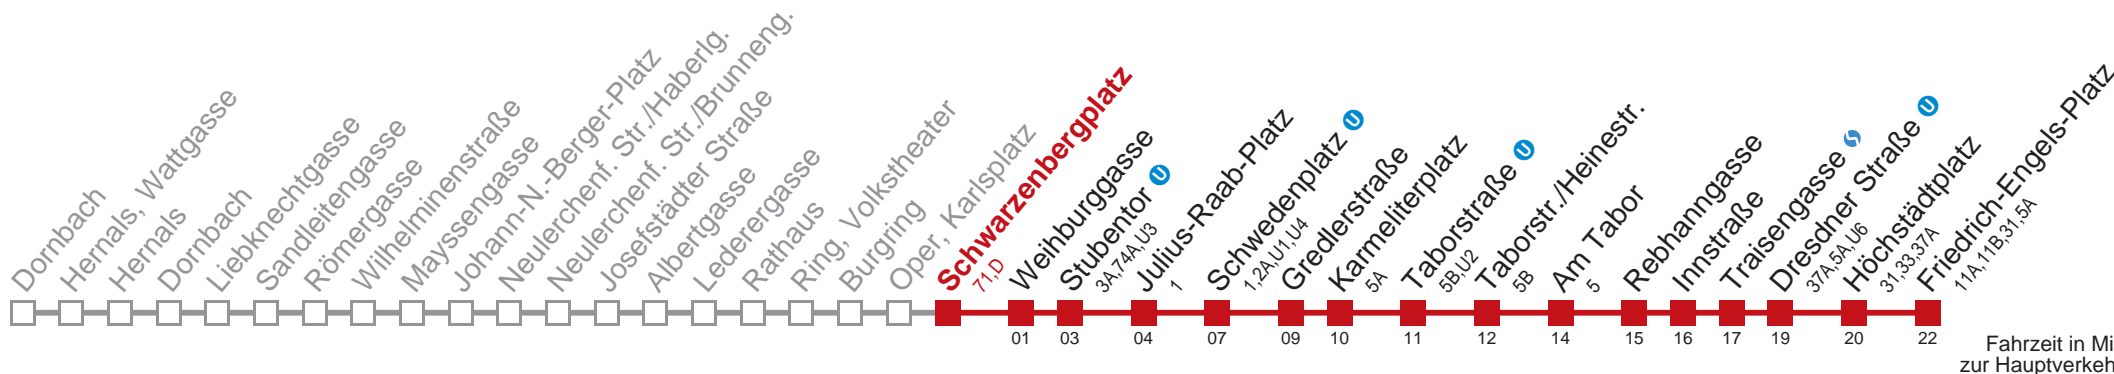 Dornbach
Hernals, Wattgasse
Hernals
Dornbach
Liebknechtgasse
Sandleitengasse
Römergasse
Wilhelminenstraße
Mayssengasse
Johann-N.-Berger-Platz
Neulerchenf. Str./Haberlg.
Neulerchenf. Str./Brunneng.
Josefstädter Straße
Albertgasse
Lederergasse
Rathaus
Ring, Volkstheater
Burgring
Oper, Karlsplatz
Schwarzenbergplatz
71,D
Weihburggasse
Stubentor U
3A,74A,U3
Julius-Raab-Platz
1
Schwedenplatz U
1,2A,U1,U4
Gredlerstraße
Karmeliterplatz
5A
Taborstraße U
5B,U2
Taborstr./Heinestr.
5B
Am Tabor
5
Rebhanngasse
Innstraße
Traisengasse
Dresdner Straße U
37A,5A,U6
Höchstädtplatz
31,33,37A
Friedrich-Engels-Platz
11A,11B,31,5A
01 03 04 07 09 10 11 12 14 15 16 17 19 20 22
Fahrzeit in Mi
zur Hauptverkeh